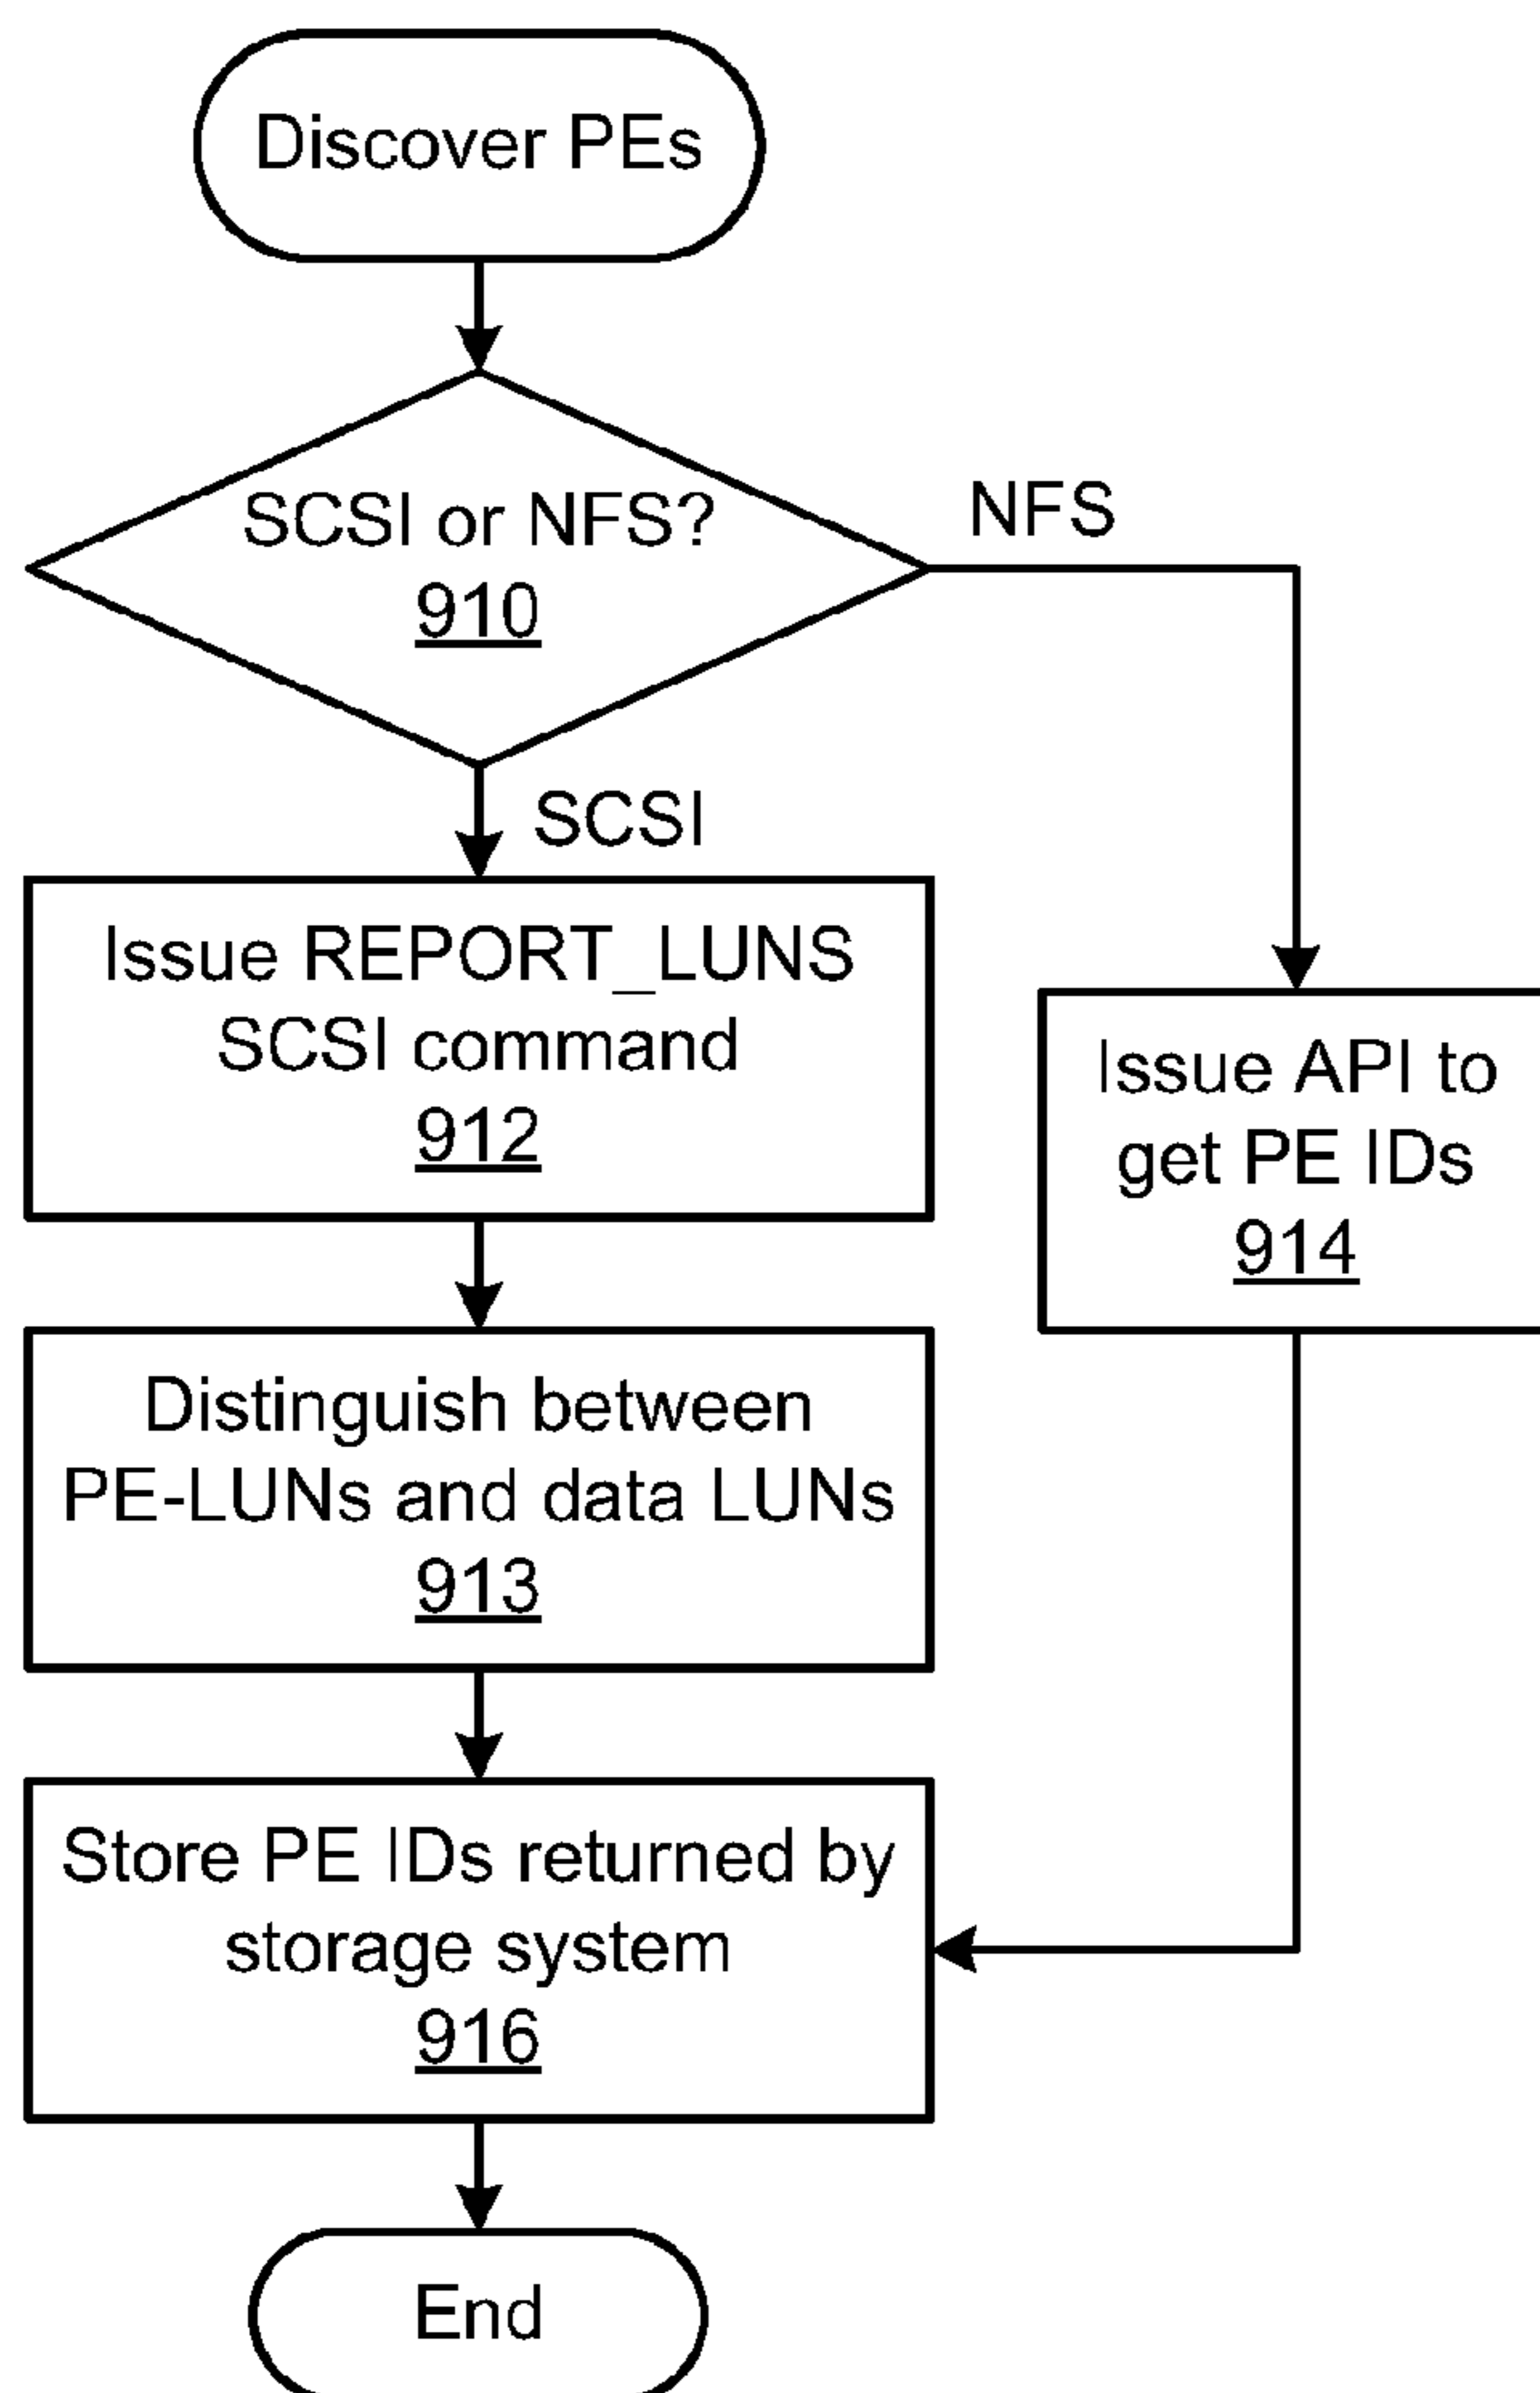 Discover PEs
SCSI or NFS?
910
NFS
SCSI
Issue REPORT_LUNS
SCSI command
912
Issue API to
get PE IDs
914
Distinguish between
PE-LUNs and data LUNs
913
Store PE IDs returned by
storage system
916
End